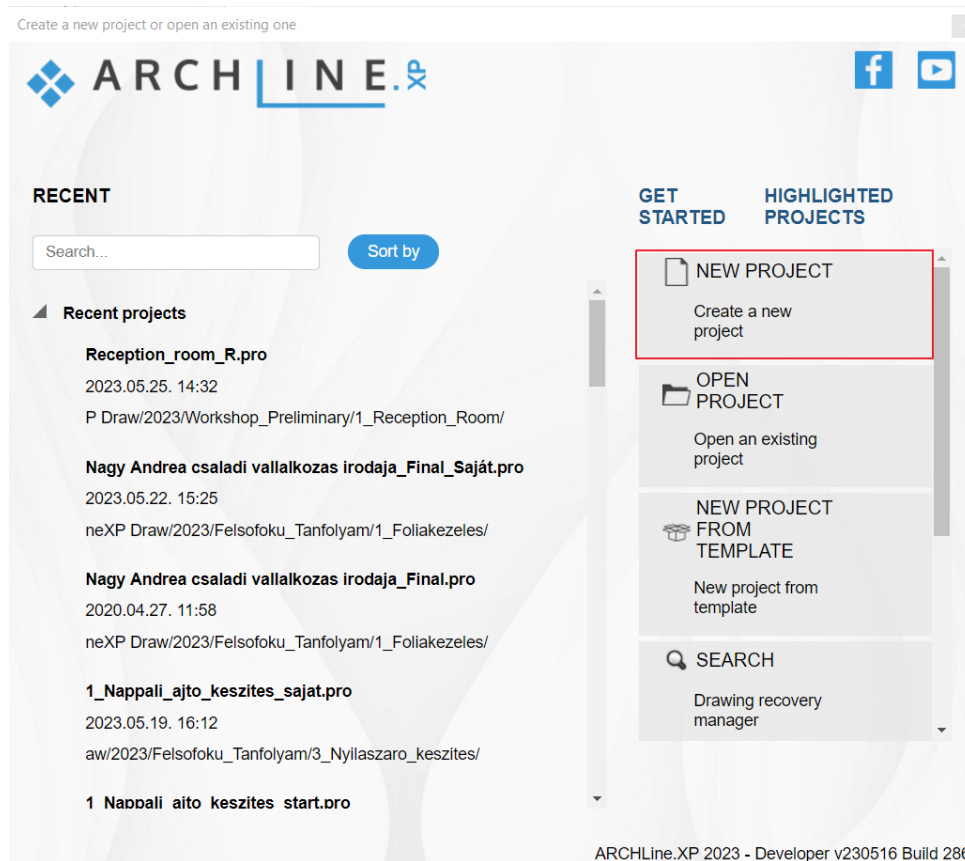 Create a new project or open an existing one
ARCHLINE.XP
RECENT
Search...
Sort by
Recent projects
Reception_room_R.pro
2023.05.25. 14:32
P Draw/2023/Workshop_Preliminary/1_Reception_Room/
Nagy Andrea csaladi vallalkozas irodaja_Final_Saját.pro
2023.05.22. 15:25
neXP Draw/2023/Felsofoku_Tanfolyam/1_Foliakezeles/
Nagy Andrea csaladi vallalkozas irodaja_Final.pro
2020.04.27. 11:58
neXP Draw/2023/Felsofoku_Tanfolyam/1_Foliakezeles/
1_Nappali_ajto_keszites_sajat.pro
2023.05.19. 16:12
aw/2023/Felsofoku_Tanfolyam/3_Nyilaszaro_keszites/
1_Nappali_ajto_keszites_start.pro
GET
STARTED
HIGHLIGHTED
PROJECTS
NEW PROJECT
Create a new
project
OPEN
PROJECT
Open an existing
project
NEW PROJECT
FROM
TEMPLATE
New project from
template
SEARCH
Drawing recovery
manager
ARCHLine.XP 2023 - Developer v230516 Build 286